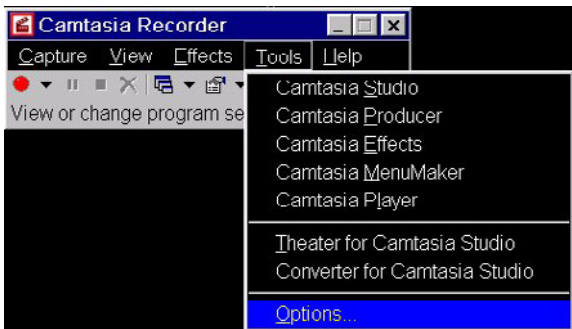 Camtasia Recorder
Capture View Effects Tools Help
View or change program se
Camtasia Studio
Camtasia Producer
Camtasia Effects
Camtasia MenuMaker
Camtasia Player
Theater for Camtasia Studio
Converter for Camtasia Studio
Options...